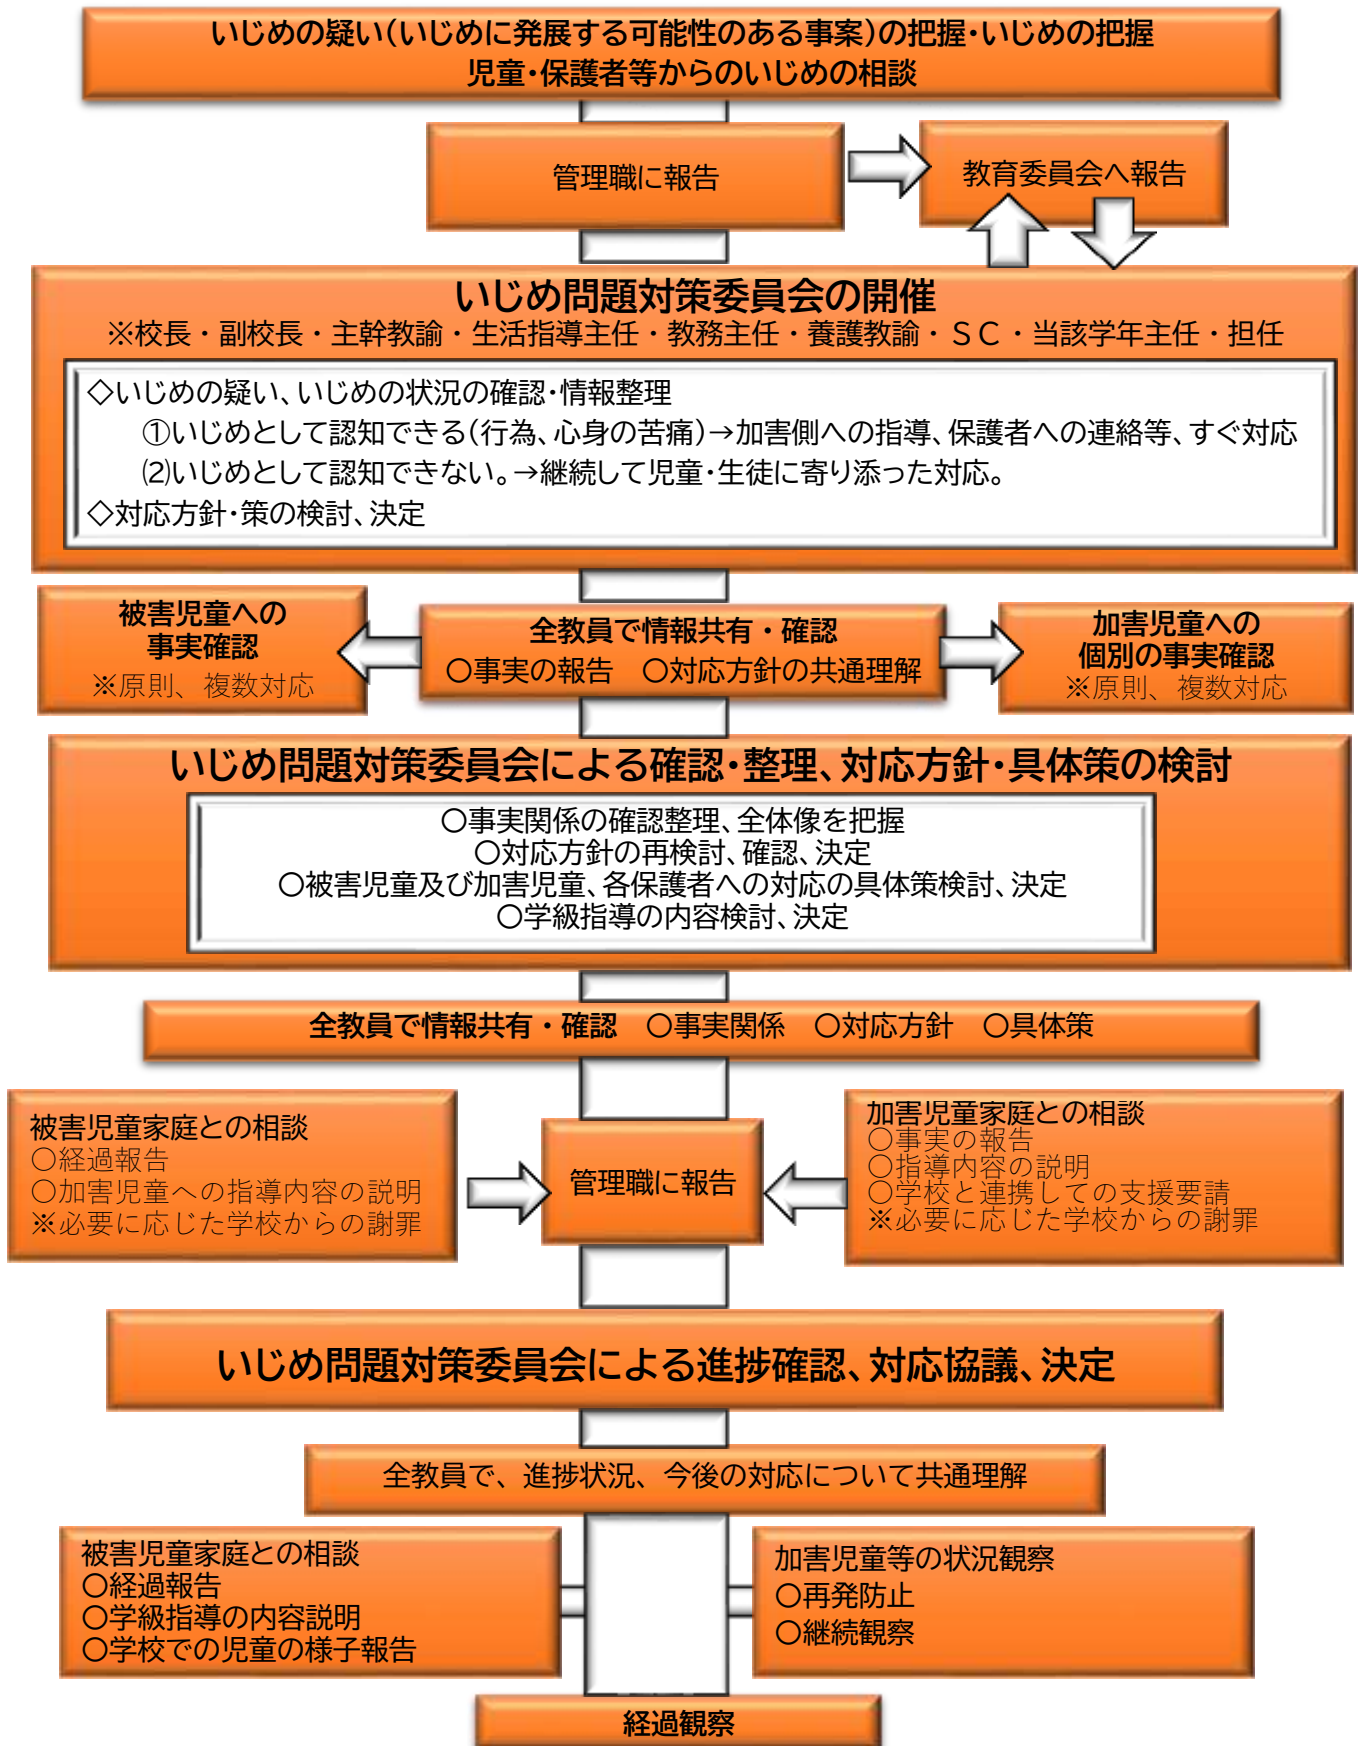 いじめの疑い(いじめに発展する可能性のある事案)の把握・いじめの把握
児童・保護者等からのいじめの相談
管理職に報告
教育委員会へ報告
いじめ問題対策委員会の開催
※校長・副校長・主幹教諭・生活指導主任・教務主任・養護教諭・SC・当該学年主任・担任
◇いじめの疑い、いじめの状況の確認・情報整理
①いじめとして認知できる(行為、心身の苦痛)→加害側への指導、保護者への連絡等、すぐ対応
⑵いじめとして認知できない。→継続して児童・生徒に寄り添った対応。
◇対応方針・策の検討、決定
被害児童への
事実確認
※原則、複数対応
全教員で情報共有・確認
○事実の報告 ○対応方針の共通理解
加害児童への
個別の事実確認
※原則、複数対応
いじめ問題対策委員会による確認・整理、対応方針・具体策の検討
○事実関係の確認整理、全体像を把握
○対応方針の再検討、確認、決定
○被害児童及び加害児童、各保護者への対応の具体策検討、決定
○学級指導の内容検討、決定
全教員で情報共有・確認 ○事実関係 ○対応方針 ○具体策
被害児童家庭との相談
○経過報告
○加害児童への指導内容の説明
※必要に応じた学校からの謝罪
管理職に報告
加害児童家庭との相談
○事実の報告
○指導内容の説明
○学校と連携しての支援要請
※必要に応じた学校からの謝罪
いじめ問題対策委員会による進捗確認、対応協議、決定
全教員で、進捗状況、今後の対応について共通理解
被害児童家庭との相談
○経過報告
○学級指導の内容説明
○学校での児童の様子報告
加害児童等の状況観察
○再発防止
○継続観察
経過観察